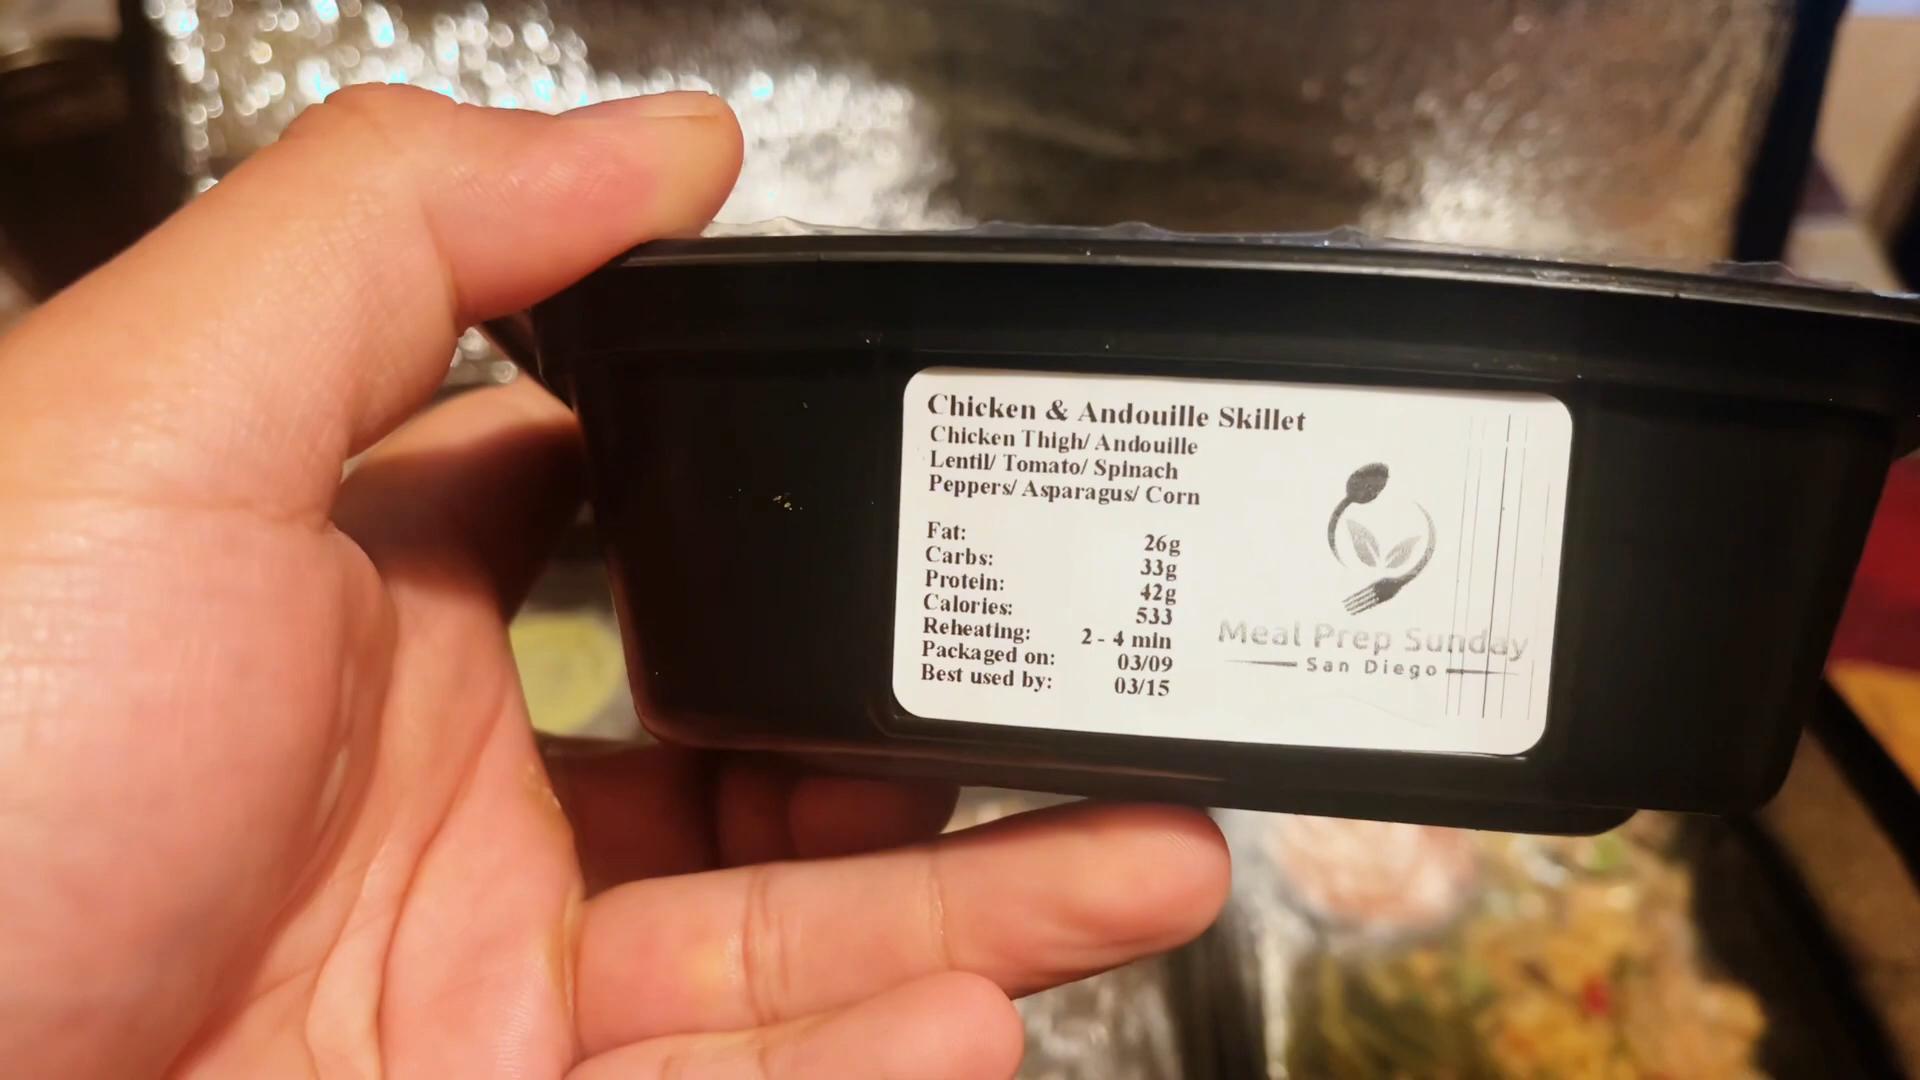 Chicken & Andouille Skillet
Chicken Thigh/ Andouille
Lentil/ Tomato/ Spinach
Peppers/ Asparagus/ Corn
Fat: 26g
Carbs: 33g
Protein: 42g
Calories: 533
Reheating: 2 - 4 min
Packaged on: 03/09
Best used by: 03/15
Meal Prep Sunday
San Diego